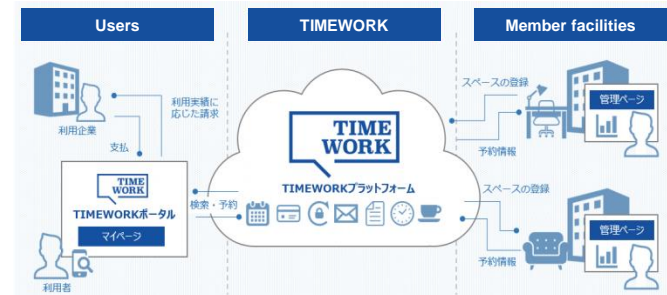 Users
TIMEWORK
Member facilities
利用企業
利用実績に
応じた請求
支払
TIME
WORK
TIMEWORKポータル
マイページ
利用者
検索・予約
TIME
WORK
TIMEWORKプラットフォーム
スペースの登録
管理ページ
予約情報
スペースの登録
管理ページ
予約情報